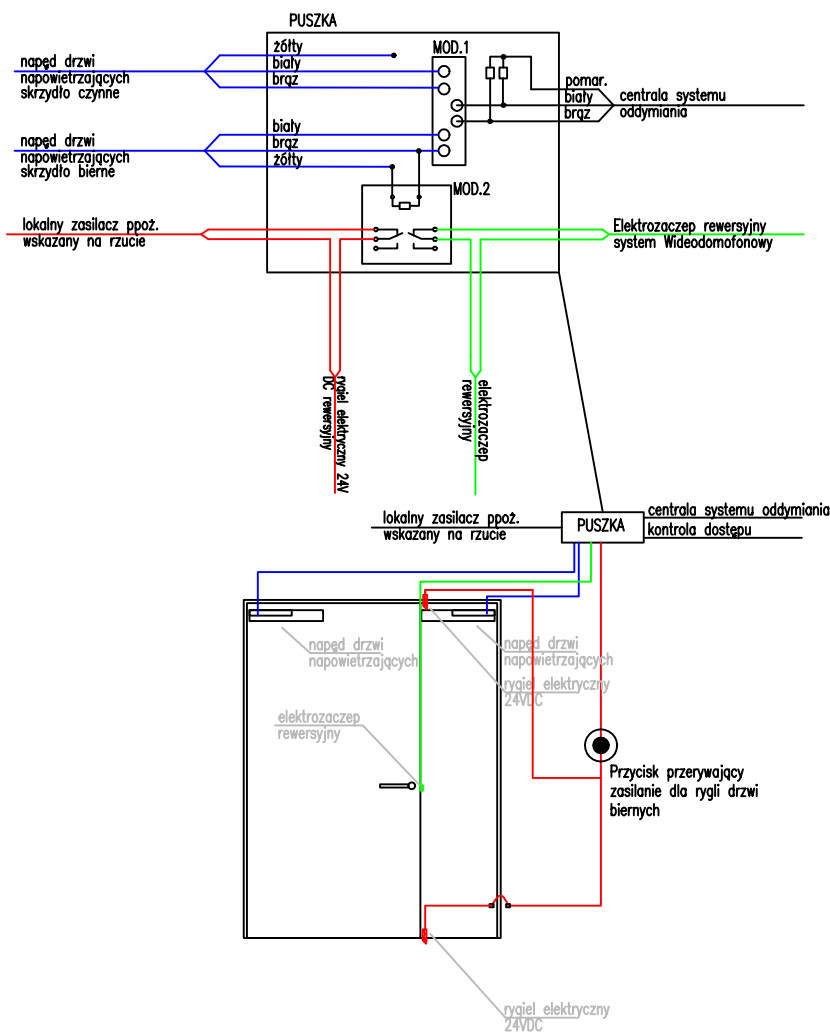 PUSZKA
żółty
biały
brąz
napęd drzwi
napowietrzających
skrzydło czynne
MOD.1
pomar.
biały
brąz
centrala systemu
oddymiania
biały
brąz
żółty
napęd drzwi
napowietrzających
skrzydło bierne
MOD.2
lokalny zasilacz ppoż.
wskazany na rzucie
Elektrozaczep rewersyjny
system Wideodomofonowy
rygiel elektryczny 24V
DC rewersyjny
elektrozaczep
rewersyjny
lokalny zasilacz ppoż.
wskazany na rzucie
PUSZKA
centrala systemu oddymiania
kontrola dostępu
napęd drzwi
napowietrzających
napęd drzwi
napowietrzających
rygiel elektryczny
24VDC
elektrozaczep
rewersyjny
Przycisk przerywający
zasilanie dla rygli drzwi
biernych
rygiel elektryczny
24VDC